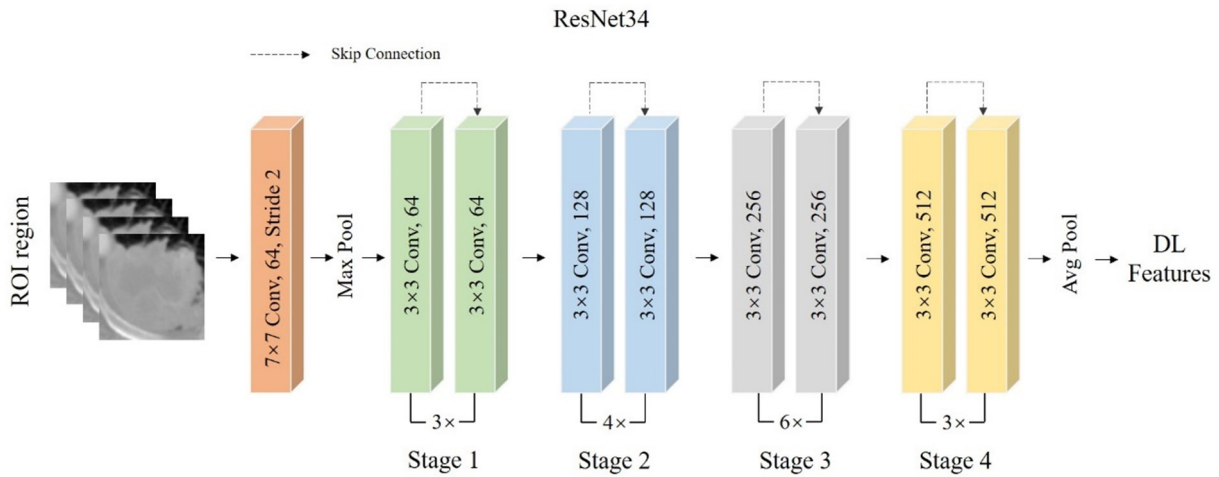 ResNet34
Skip Connection
ROI region
7×7 Conv, 64, Stride 2
Max Pool
3×3 Conv, 64
3×3 Conv, 64
3×
Stage 1
3×3 Conv, 128
3×3 Conv, 128
4×
Stage 2
3×3 Conv, 256
3×3 Conv, 256
6×
Stage 3
3×3 Conv, 512
3×3 Conv, 512
3×
Stage 4
Avg Pool
DL
Features